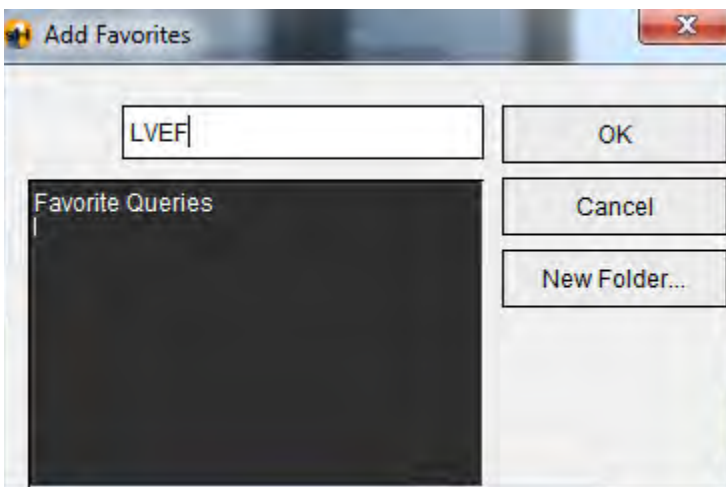 Add Favorites
LVEF
OK
Favorite Queries
Cancel
New Folder...